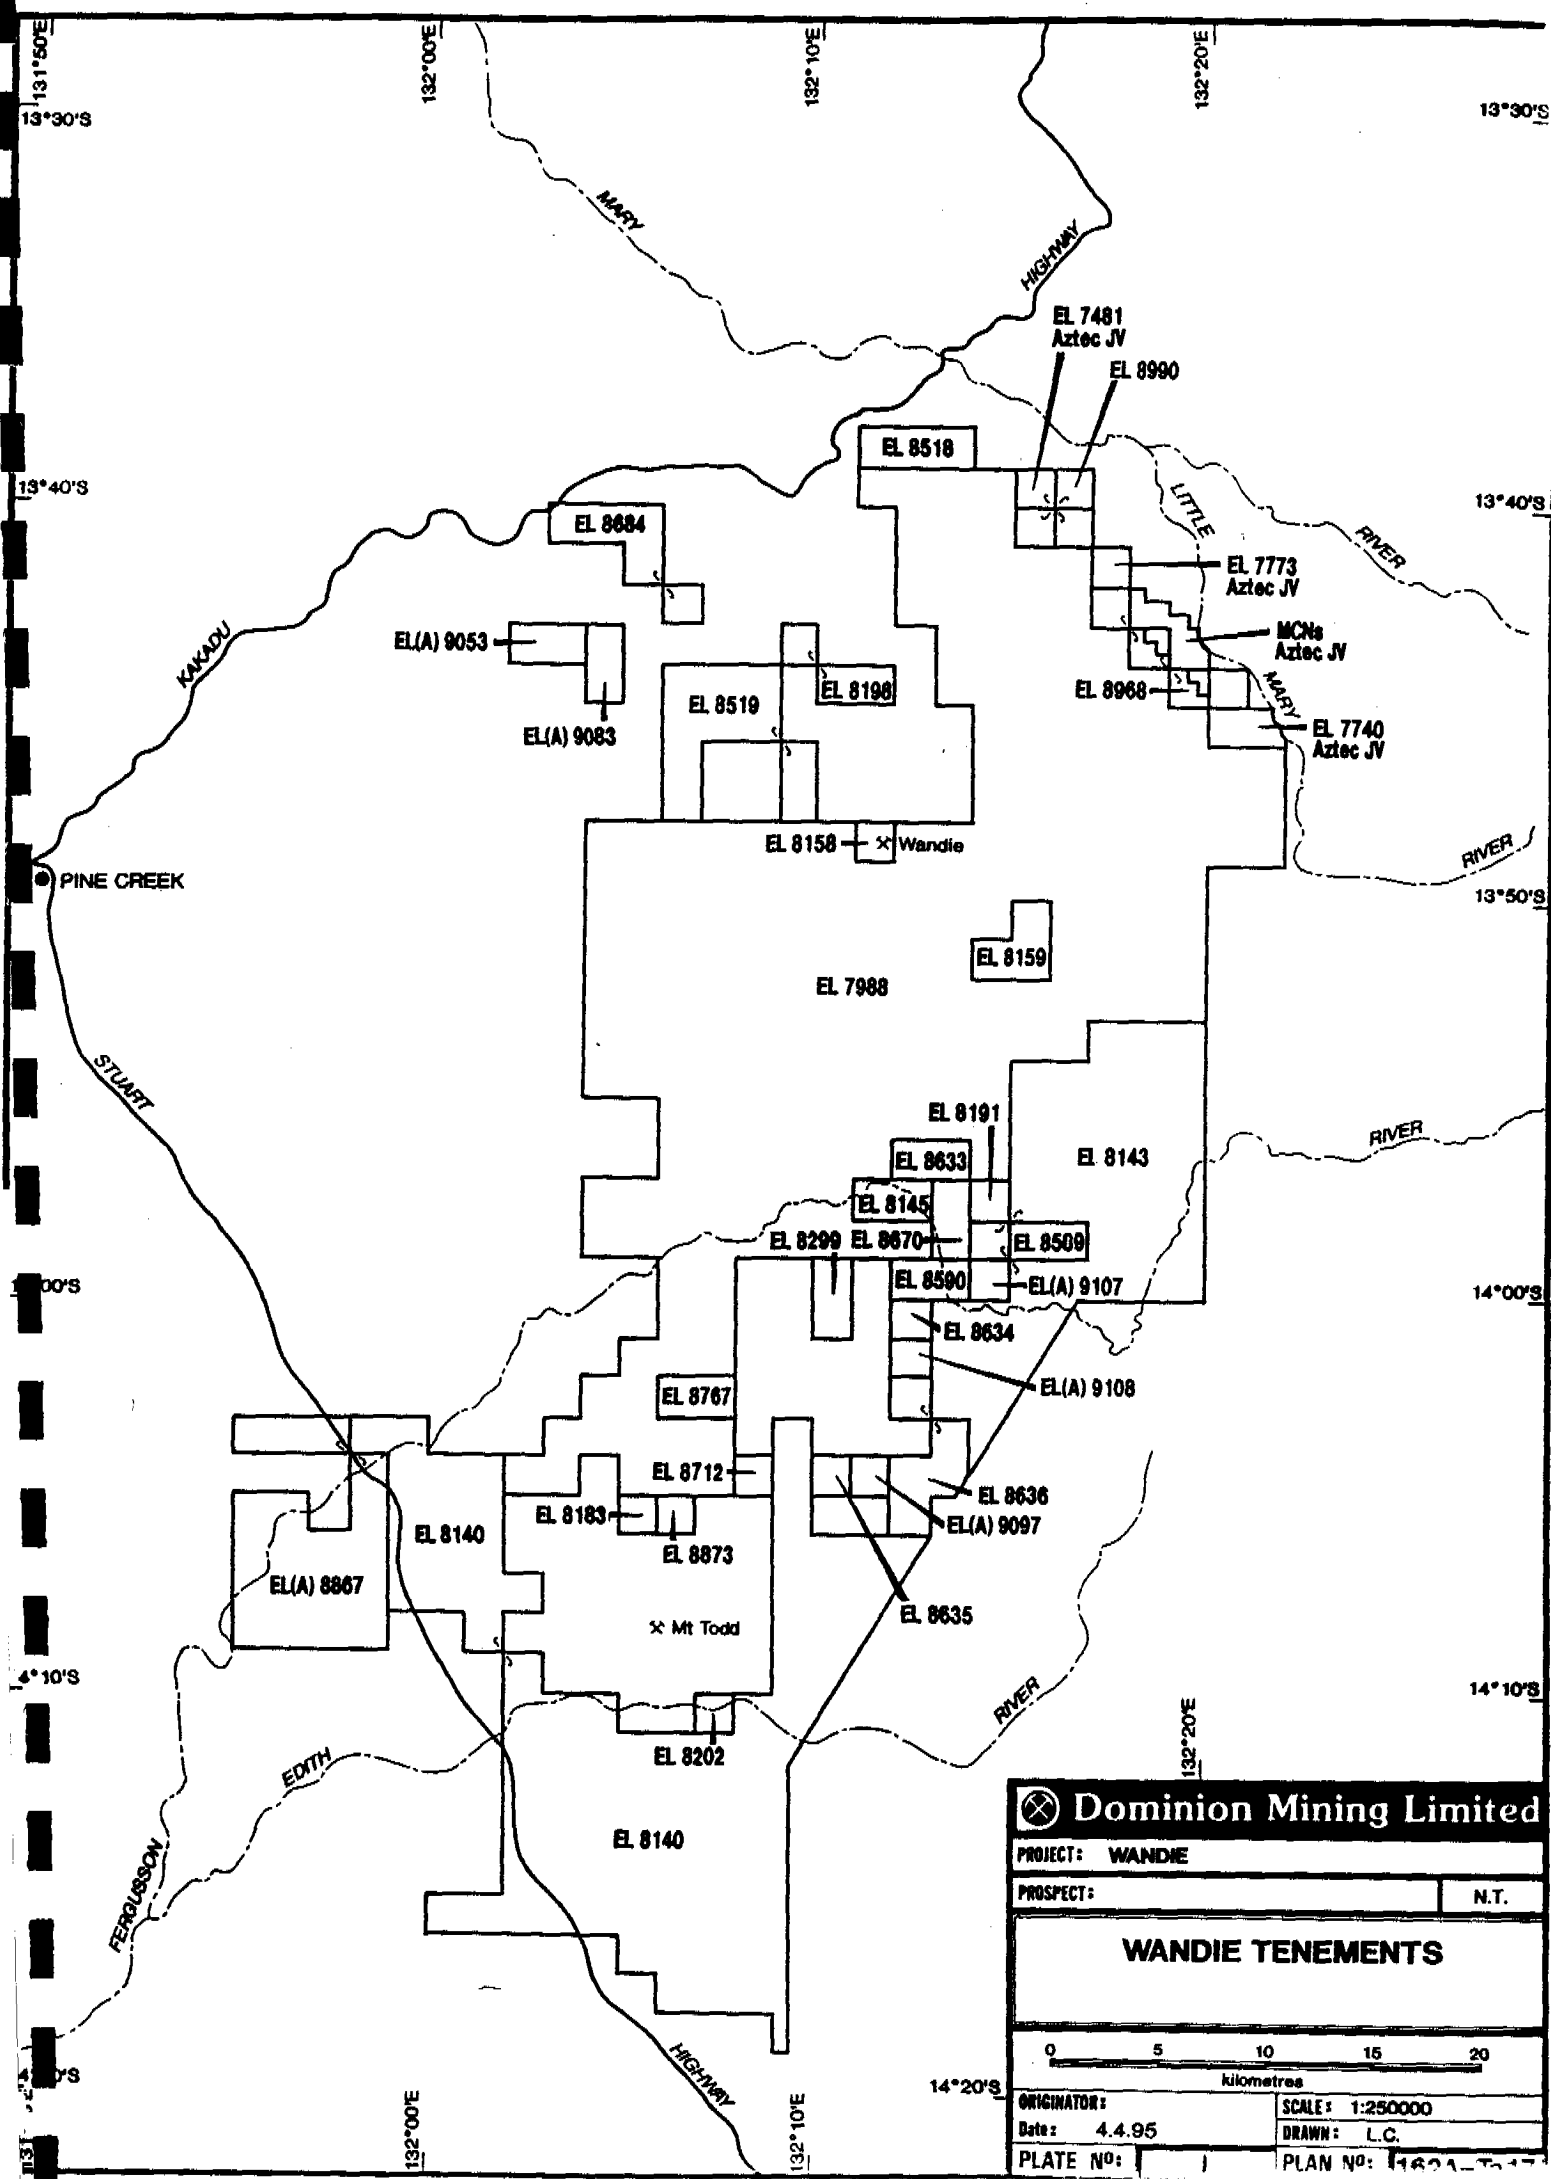 131°50'E
132°00'E
132°10'E
132°20'E
13°30'S
13°30'S
MARY
HIGHWAY
EL 7481
Aztec JV
EL 8990
EL 8518
13°40'S
13°40'S
LITTLE
RIVER
EL 8684
EL 7773
Aztec JV
KAKADU
EL(A) 9053
MCNs
Aztec JV
EL 8198
EL 8968
MARY
EL 8519
EL(A) 9083
EL 7740
Aztec JV
EL 8158
Wandie
RIVER
PINE CREEK
13°50'S
EL 8159
EL 7988
STUART
EL 8191
RIVER
EL 8633
EL 8143
EL 8145
EL 8299
EL 8670
EL 8509
EL 8590
EL(A) 9107
00'S
14°00'S
EL 8634
EL(A) 9108
EL 8767
EL 8712
EL 8636
EL 8183
EL(A) 9097
EL 8140
EL 8873
EL(A) 8867
EL 8635
Mt Todd
4°10'S
14°10'S
RIVER
132°20'E
EL 8202
EDITH
EL 8140
FERGUSSON
HIGHWAY
14°20'S
132°00'E
132°10'E
Dominion Mining Limited
PROJECT: WANDIE
PROSPECT:
N.T.
WANDIE TENEMENTS
0 5 10 15 20
kilometres
ORIGINATOR:
SCALE: 1:250000
Date: 4.4.95
DRAWN: L.C.
PLATE Nº:
PLAN Nº: